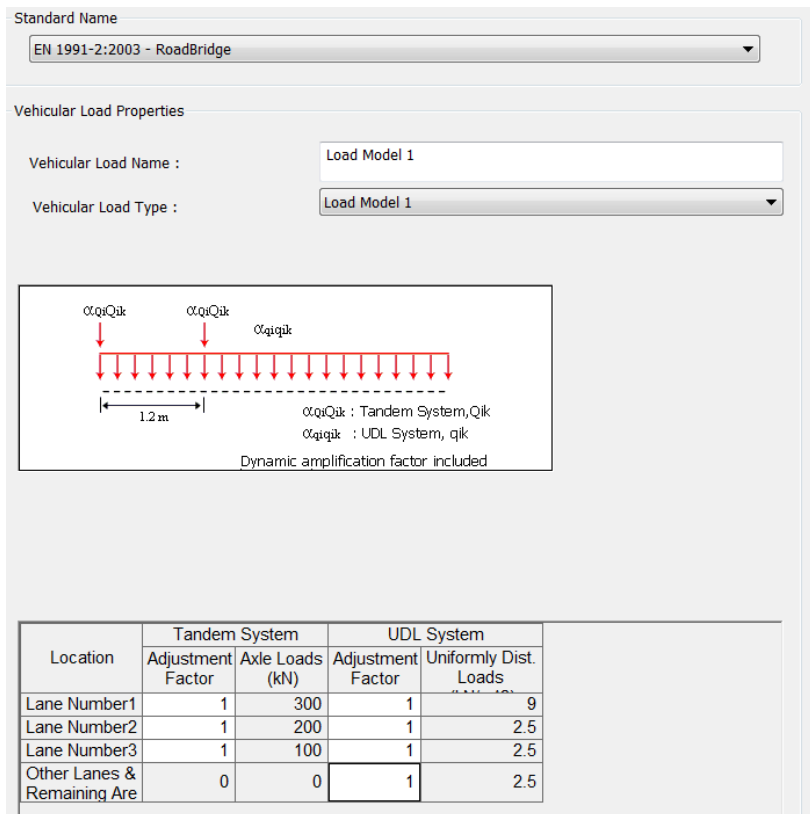 Standard Name
EN 1991-2:2003 - RoadBridge
Vehicular Load Properties
Vehicular Load Name :
Load Model 1
Vehicular Load Type :
Load Model 1
αQiQik αQiQik
αqiqik
1.2 m
αQiQik : Tandem System,Qik
αqiqik : UDL System, qik
Dynamic amplification factor included
Location
Tandem System
UDL System
Adjustment Factor
Axle Loads (kN)
Adjustment Factor
Uniformly Dist. Loads
Lane Number1 1 300 1 9
Lane Number2 1 200 1 2.5
Lane Number3 1 100 1 2.5
Other Lanes & Remaining Are 0 0 1 2.5